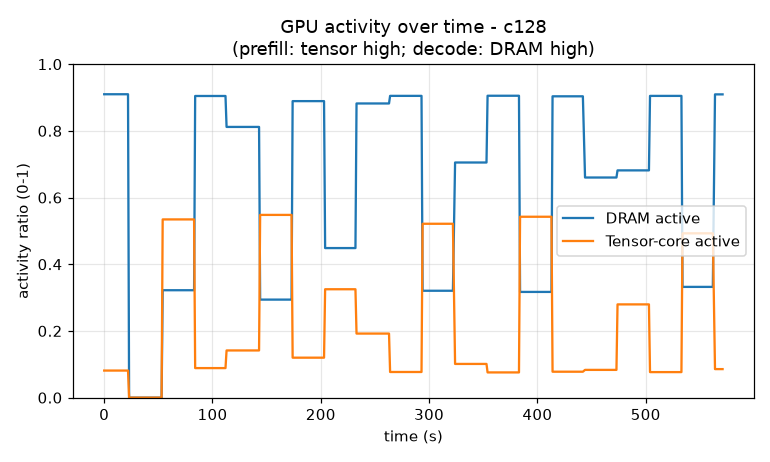 GPU activity over time - c128
(prefill: tensor high; decode: DRAM high)
activity ratio (0-1)
1.0
0.8
0.6
0.4
0.2
0.0
DRAM active
Tensor-core active
0
100
200
300
400
500
time (s)